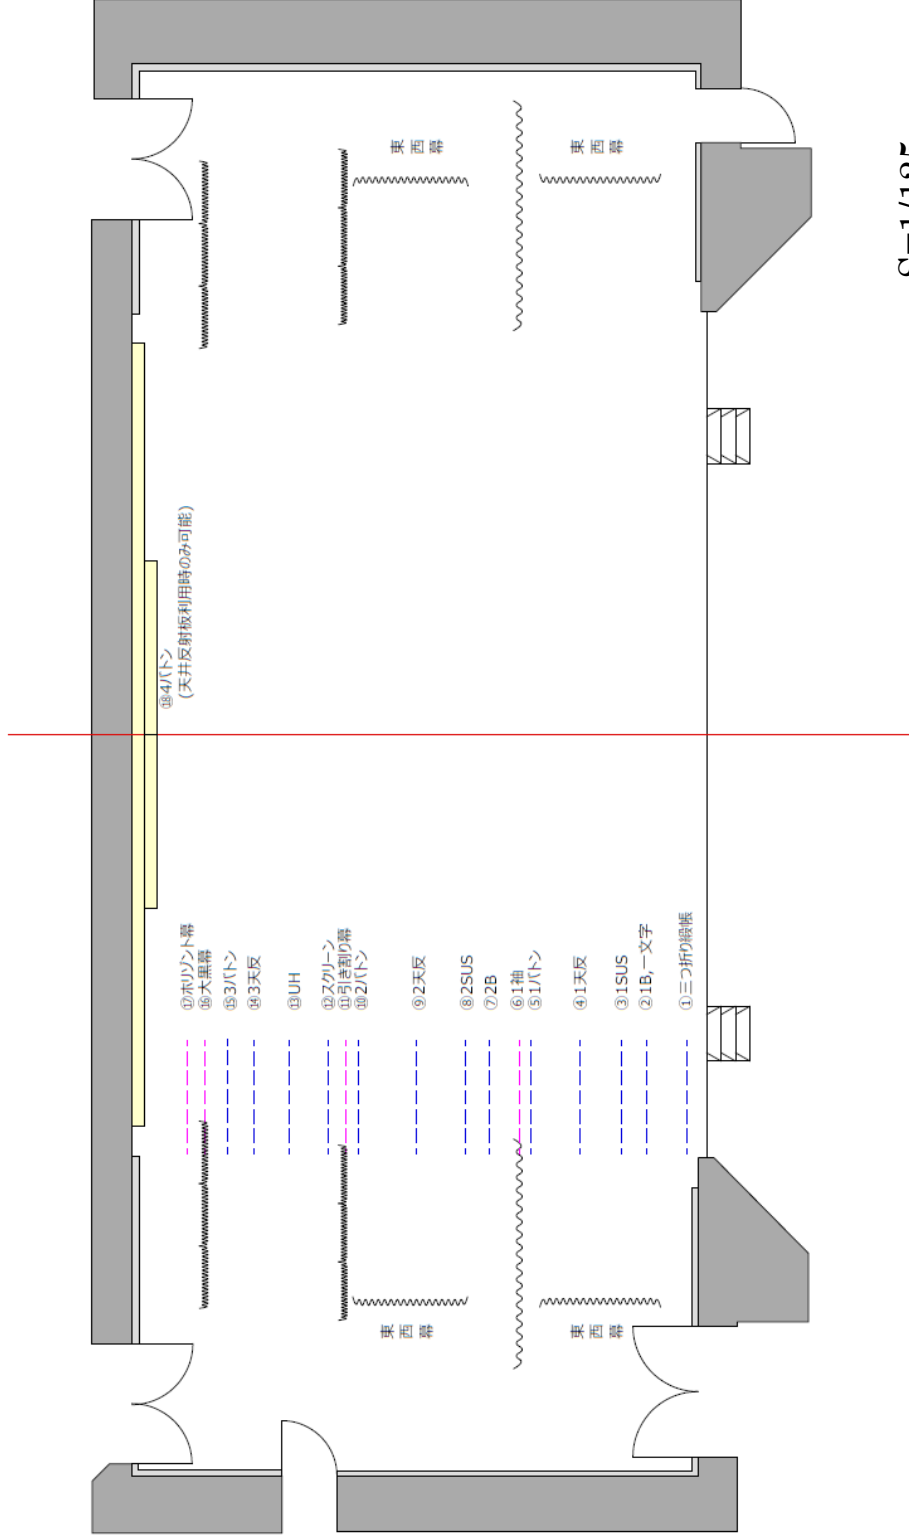 東西幕
東西幕
⑱4バトン
(天井反射板利用時のみ可能)
⑰ホリゾント幕
⑯大黒幕
⑮3バトン
⑭3天反
⑬UH
⑫スクリーン
⑪引き割り幕
⑩2バトン
⑨2天反
⑧2SUS
⑦2B
⑥1袖
⑤1バトン
④1天反
③1SUS
②1B,一文字
①三つ折り緞帳
東西幕
東西幕